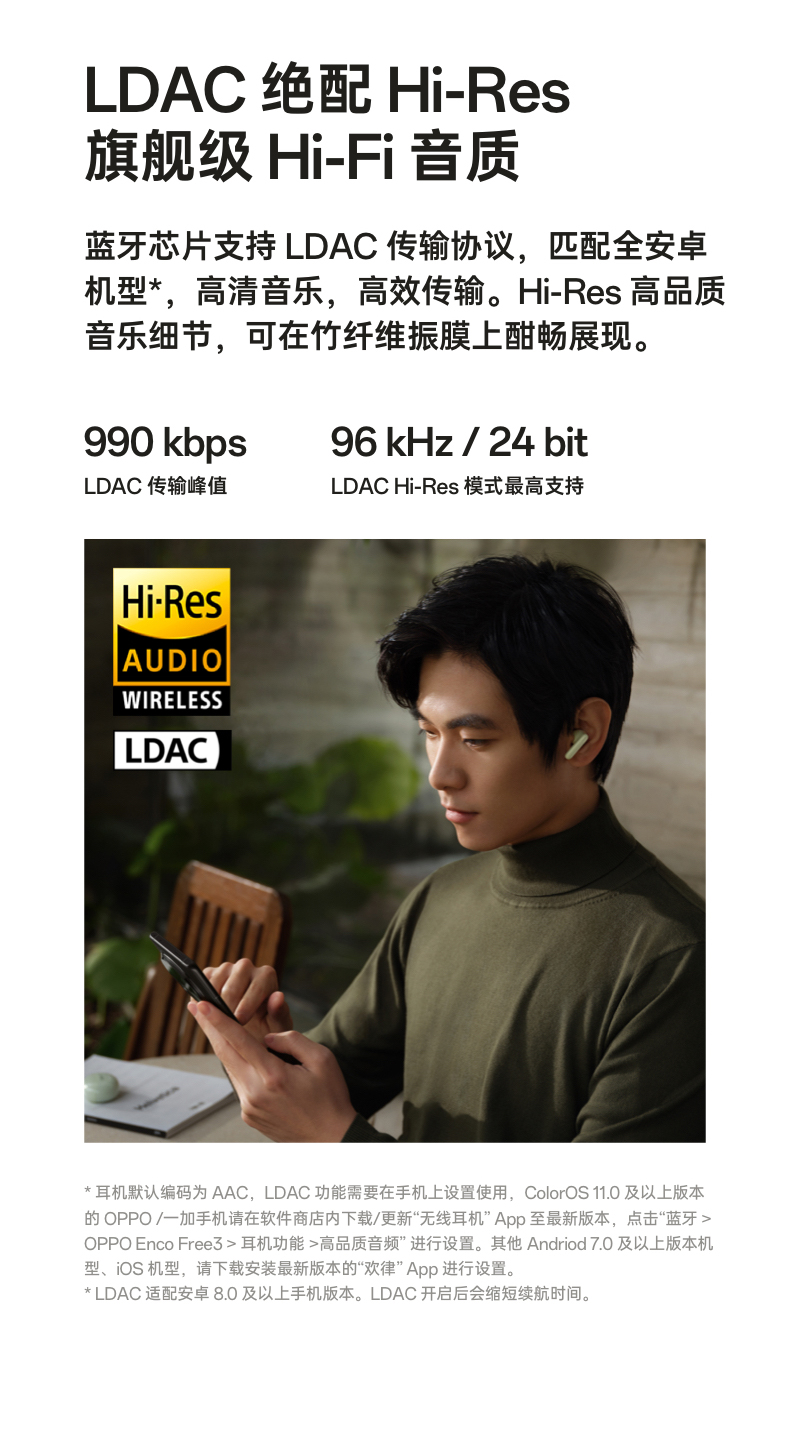 LDAC 绝配 Hi-Res
旗舰级 Hi-Fi 音质
蓝牙芯片支持 LDAC 传输协议，匹配全安卓
机型*，高清音乐，高效传输。Hi-Res 高品质
音乐细节，可在竹纤维振膜上酣畅展现。
990 kbps
LDAC 传输峰值
96 kHz / 24 bit
LDAC Hi-Res 模式最高支持
Hi-Res
AUDIO
WIRELESS
LDAC
Helvetica
* 耳机默认编码为 AAC，LDAC 功能需要在手机上设置使用，ColorOS 11.0 及以上版本
的 OPPO /一加手机请在软件商店内下载/更新“无线耳机” App 至最新版本，点击“蓝牙 >
OPPO Enco Free3 > 耳机功能 >高品质音频” 进行设置。其他 Andriod 7.0 及以上版本机
型、iOS 机型，请下载安装最新版本的“欢律” App 进行设置。
* LDAC 适配安卓 8.0 及以上手机版本。LDAC 开启后会缩短续航时间。